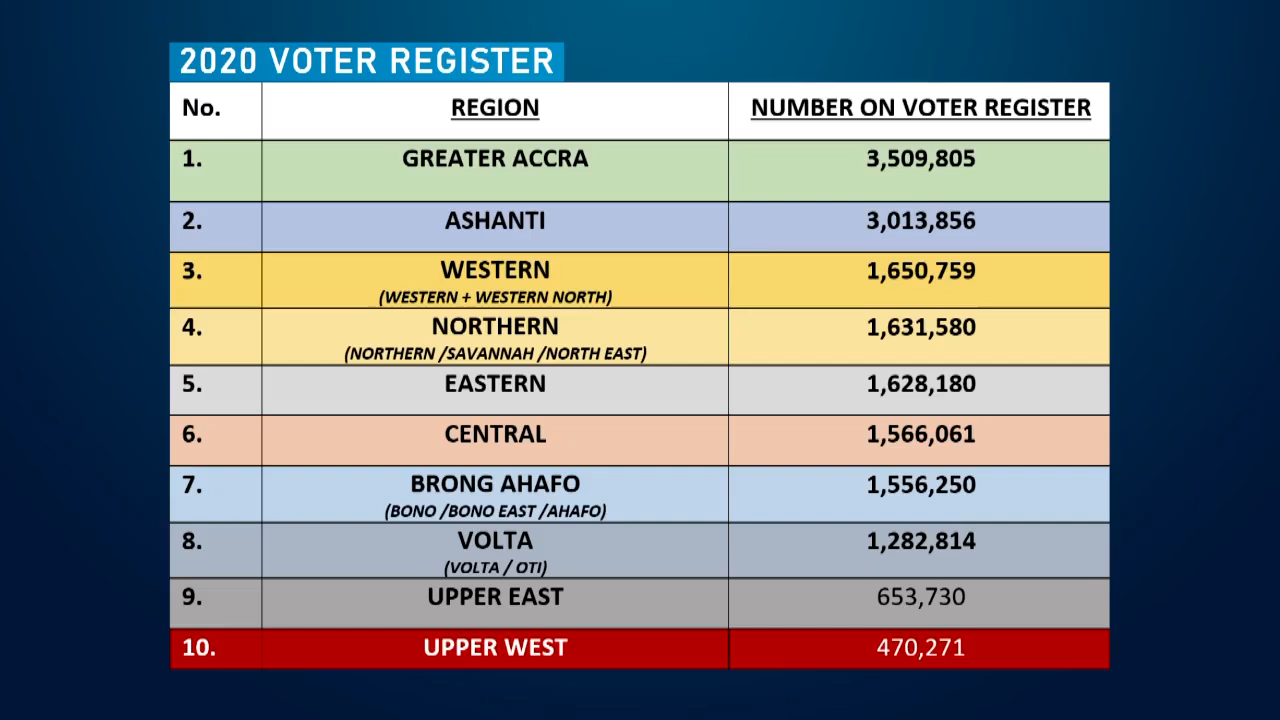 2020 VOTER REGISTER
No. REGION NUMBER ON VOTER REGISTER
1. GREATER ACCRA 3,509,805
2. ASHANTI 3,013,856
3. WESTERN 1,650,759
(WESTERN + WESTERN NORTH)
4. NORTHERN 1,631,580
(NORTHERN /SAVANNAH /NORTH EAST)
5. EASTERN 1,628,180
6. CENTRAL 1,566,061
7. BRONG AHAFO 1,556,250
(BONO /BONO EAST /AHAFO)
8. VOLTA 1,282,814
(VOLTA / OTI)
9. UPPER EAST 653,730
10. UPPER WEST 470,271